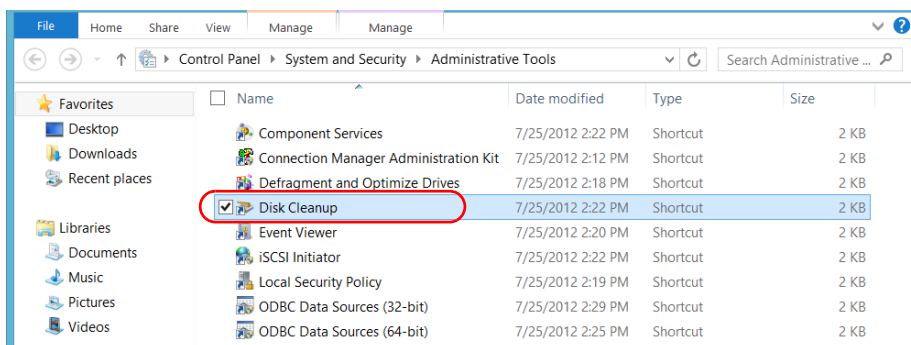 File Home Share View Manage Manage
Control Panel System and Security Administrative Tools Search Administrative ...
Favorites
Desktop
Downloads
Recent places
Libraries
Documents
Music
Pictures
Videos
Name Date modified Type Size
Component Services 7/25/2012 2:22 PM Shortcut 2 KB
Connection Manager Administration Kit 7/25/2012 2:12 PM Shortcut 2 KB
Defragment and Optimize Drives 7/25/2012 2:18 PM Shortcut 2 KB
Disk Cleanup 7/25/2012 2:22 PM Shortcut 2 KB
Event Viewer 7/25/2012 2:20 PM Shortcut 2 KB
iSCSI Initiator 7/25/2012 2:22 PM Shortcut 2 KB
Local Security Policy 7/25/2012 2:19 PM Shortcut 2 KB
ODBC Data Sources (32-bit) 7/25/2012 2:29 PM Shortcut 2 KB
ODBC Data Sources (64-bit) 7/25/2012 2:25 PM Shortcut 2 KB